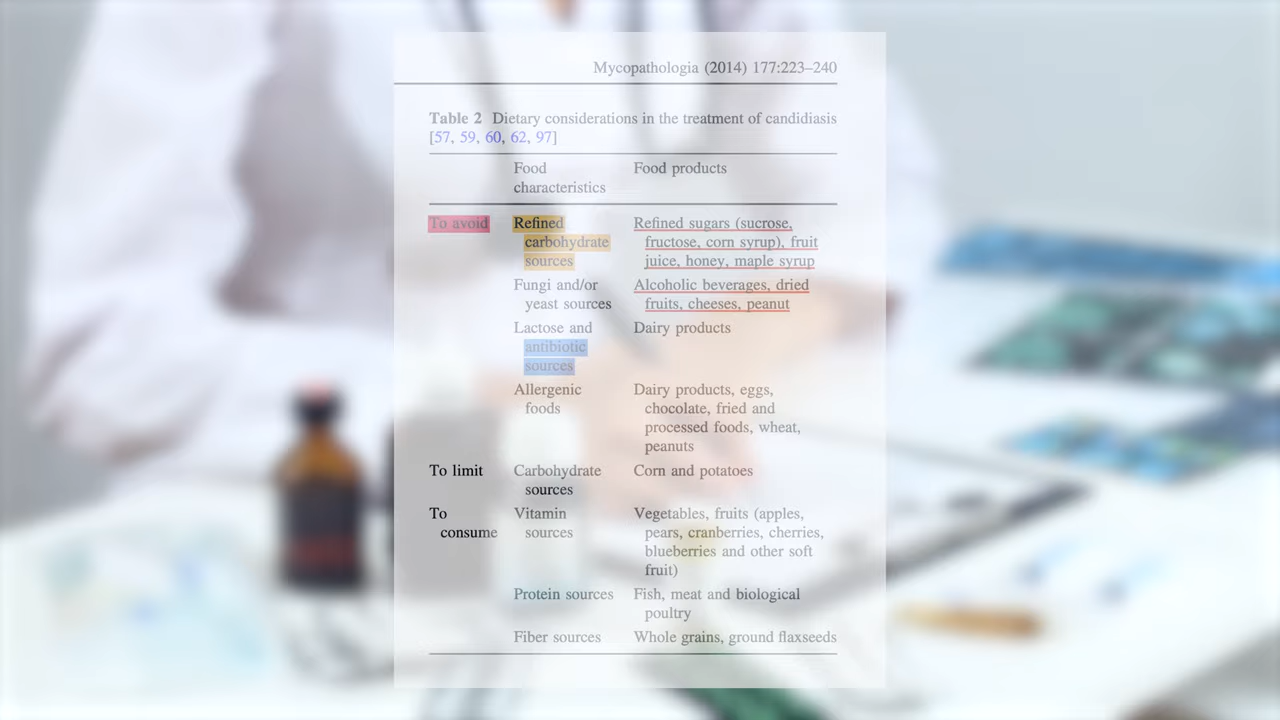 Mycopathologia (2014) 177:223–240
Table 2 Dietary considerations in the treatment of candidiasis
[57, 59, 60, 62, 97]
Food characteristics Food products
To avoid Refined carbohydrate sources Refined sugars (sucrose, fructose, corn syrup), fruit juice, honey, maple syrup
Fungi and/or yeast sources Alcoholic beverages, dried fruits, cheeses, peanut
Lactose and antibiotic sources Dairy products
Allergenic foods Dairy products, eggs, chocolate, fried and processed foods, wheat, peanuts
To limit Carbohydrate sources Corn and potatoes
To consume Vitamin sources Vegetables, fruits (apples, pears, cranberries, cherries, blueberries and other soft fruit)
Protein sources Fish, meat and biological poultry
Fiber sources Whole grains, ground flaxseeds